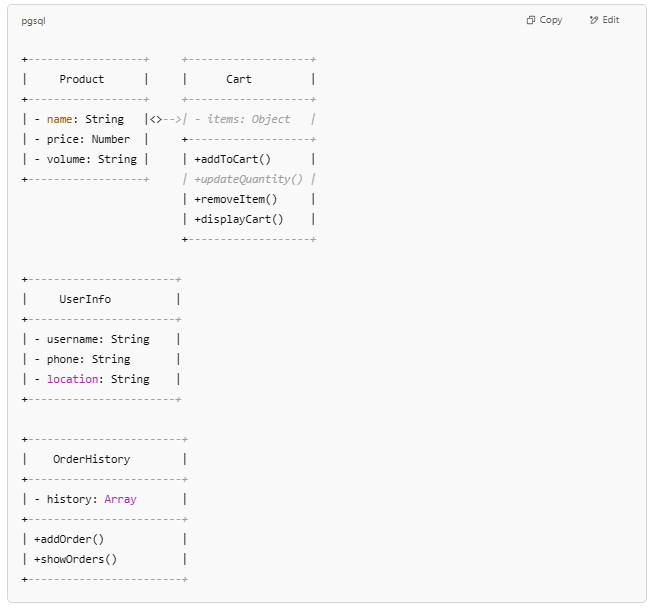 pgsql Copy Edit
+------------------+     +-------------------+
|     Product      |     |      Cart         |
+------------------+     +-------------------+
| - name: String   |<>-->| - items: Object   |
| - price: Number  |     +-------------------+
| - volume: String |     | +addToCart()      |
+------------------+     | +updateQuantity() |
                         | +removeItem()     |
                         | +displayCart()    |
                         +-------------------+
+-----------------------+
|     UserInfo          |
+-----------------------+
| - username: String    |
| - phone: String       |
| - location: String    |
+-----------------------+
+------------------------+
|    OrderHistory        |
+------------------------+
| - history: Array       |
+------------------------+
| +addOrder()            |
| +showOrders()          |
+------------------------+